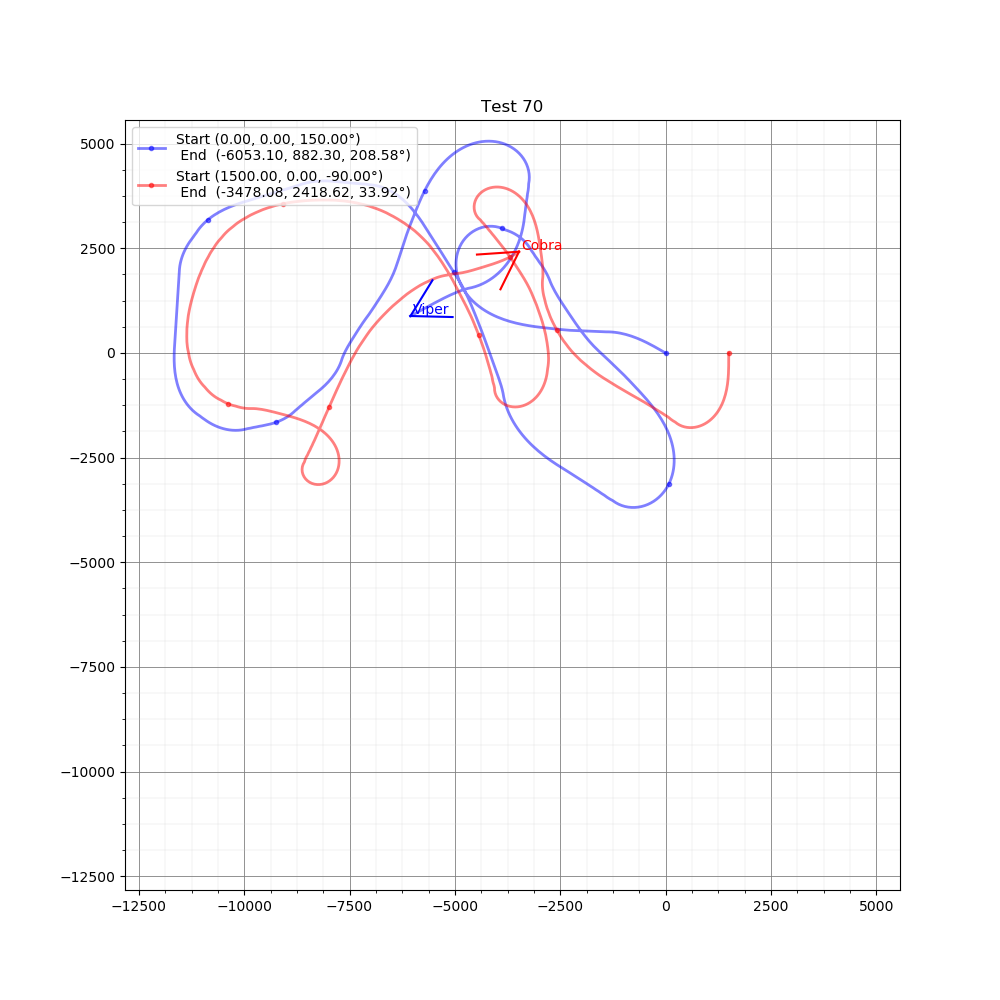 Test 70
Start (0.00, 0.00, 150.00°)
End (-6053.10, 882.30, 208.58°)
Start (1500.00, 0.00, -90.00°)
End (-3478.08, 2418.62, 33.92°)
5000
2500
0
−2500
−5000
−7500
−10000
−12500
Cobra
Viper
−12500 −10000 −7500 −5000 −2500 0 2500 5000